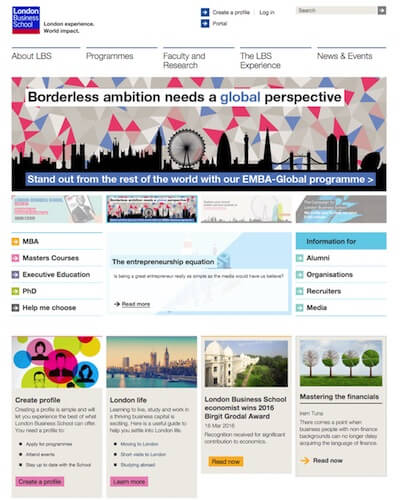 London
Business
School
London experience.
World impact.
Create a profile | Log in
Portal
Search
About LBS
Programmes
Faculty and
Research
The LBS
Experience
News & Events
Borderless ambition needs a global perspective
Stand out from the rest of the world with our EMBA-Global programme >
Borderless ambition needs a global perspective
MBA
Masters Courses
Executive Education
PhD
Help me choose
The entrepreneurship equation
Is being a great entrepreneur really as simple as the media would have us believe?
Read more
Information for
Alumni
Organisations
Recruiters
Media
Create profile
Creating a profile is simple and will
let you experience the best of what
London Business School can offer.
You need a profile to:
Apply for programmes
Attend events
Stay up to date with the School
Create a profile
London life
Learning to live, study and work in
a thriving business capital is
exciting. Here is a useful guide to
help you settle into London life.
Moving to London
Short visits to London
Studying abroad
Learn more
London Business School
economist wins 2016
Birgit Grodal Award
18 Mar 2016
Recognition received for significant
contribution to economics.
Read now
Mastering the financials
Irem Tuna
There comes a point when
business people with non-finance
backgrounds can no longer delay
acquiring the language of finance.
Read now